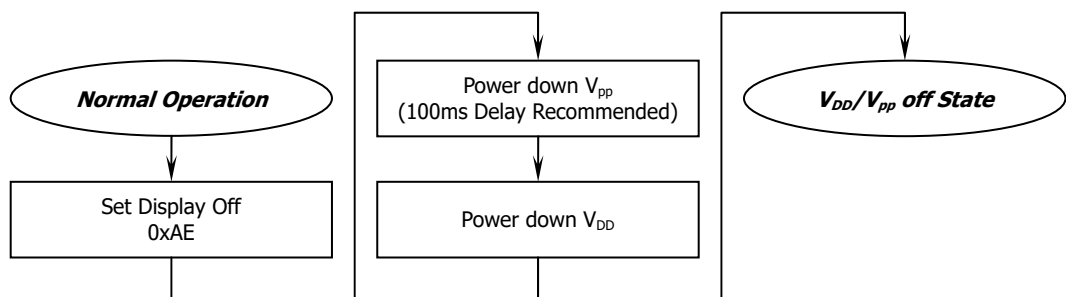 Normal Operation
Set Display Off
0xAE
Power down Vpp
(100ms Delay Recommended)
Power down VDD
VDD/Vpp off State